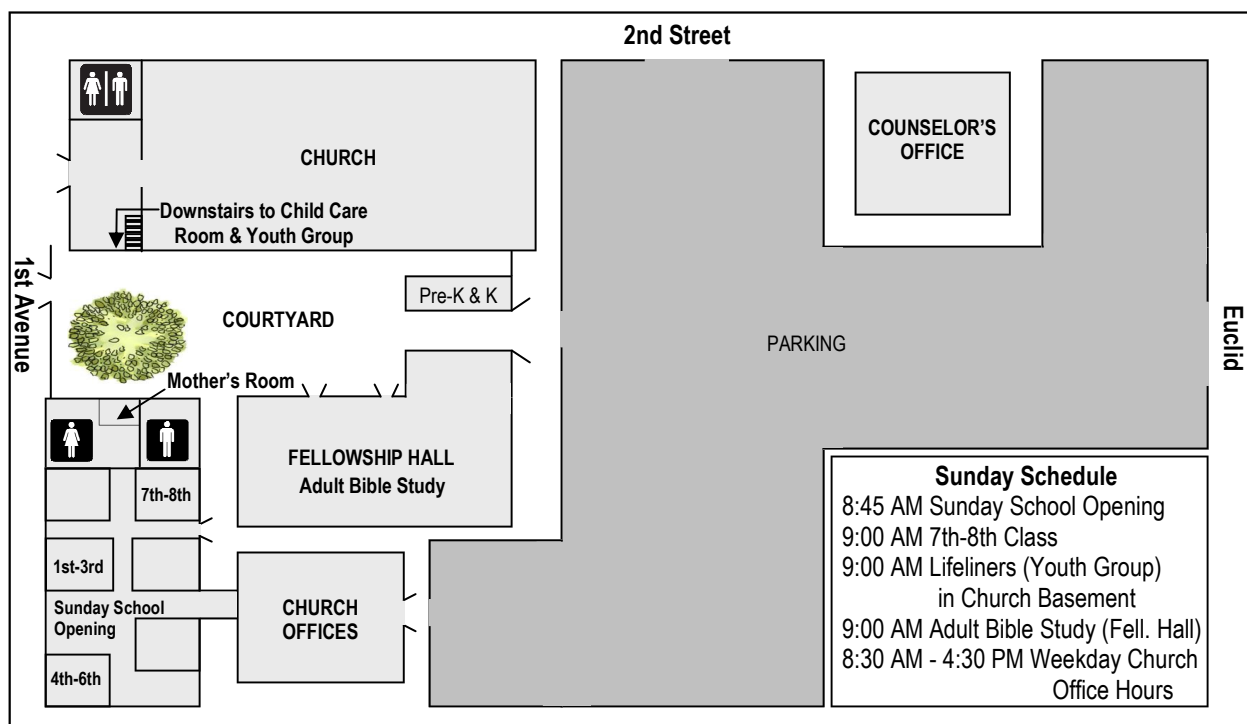 2nd Street
COUNSELOR'S
OFFICE
CHURCH
Downstairs to Child Care
Room & Youth Group
1st Avenue
Pre-K & K
COURTYARD
PARKING
Euclid
Mother's Room
FELLOWSHIP HALL
Adult Bible Study
7th-8th
1st-3rd
Sunday School
Opening
CHURCH
OFFICES
4th-6th
Sunday Schedule
8:45 AM Sunday School Opening
9:00 AM 7th-8th Class
9:00 AM Lifeliners (Youth Group)
in Church Basement
9:00 AM Adult Bible Study (Fell. Hall)
8:30 AM - 4:30 PM Weekday Church
Office Hours